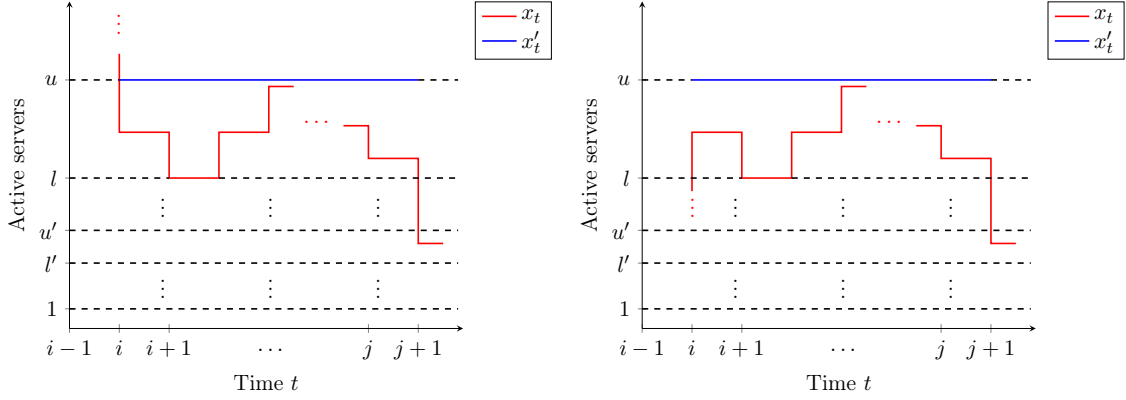 x_t
x'_t
u
l
u'
l'
1
Active servers
i − 1 i i + 1 ··· j j + 1
Time t
x_t
x'_t
u
l
u'
l'
1
Active servers
i − 1 i i + 1 ··· j j + 1
Time t